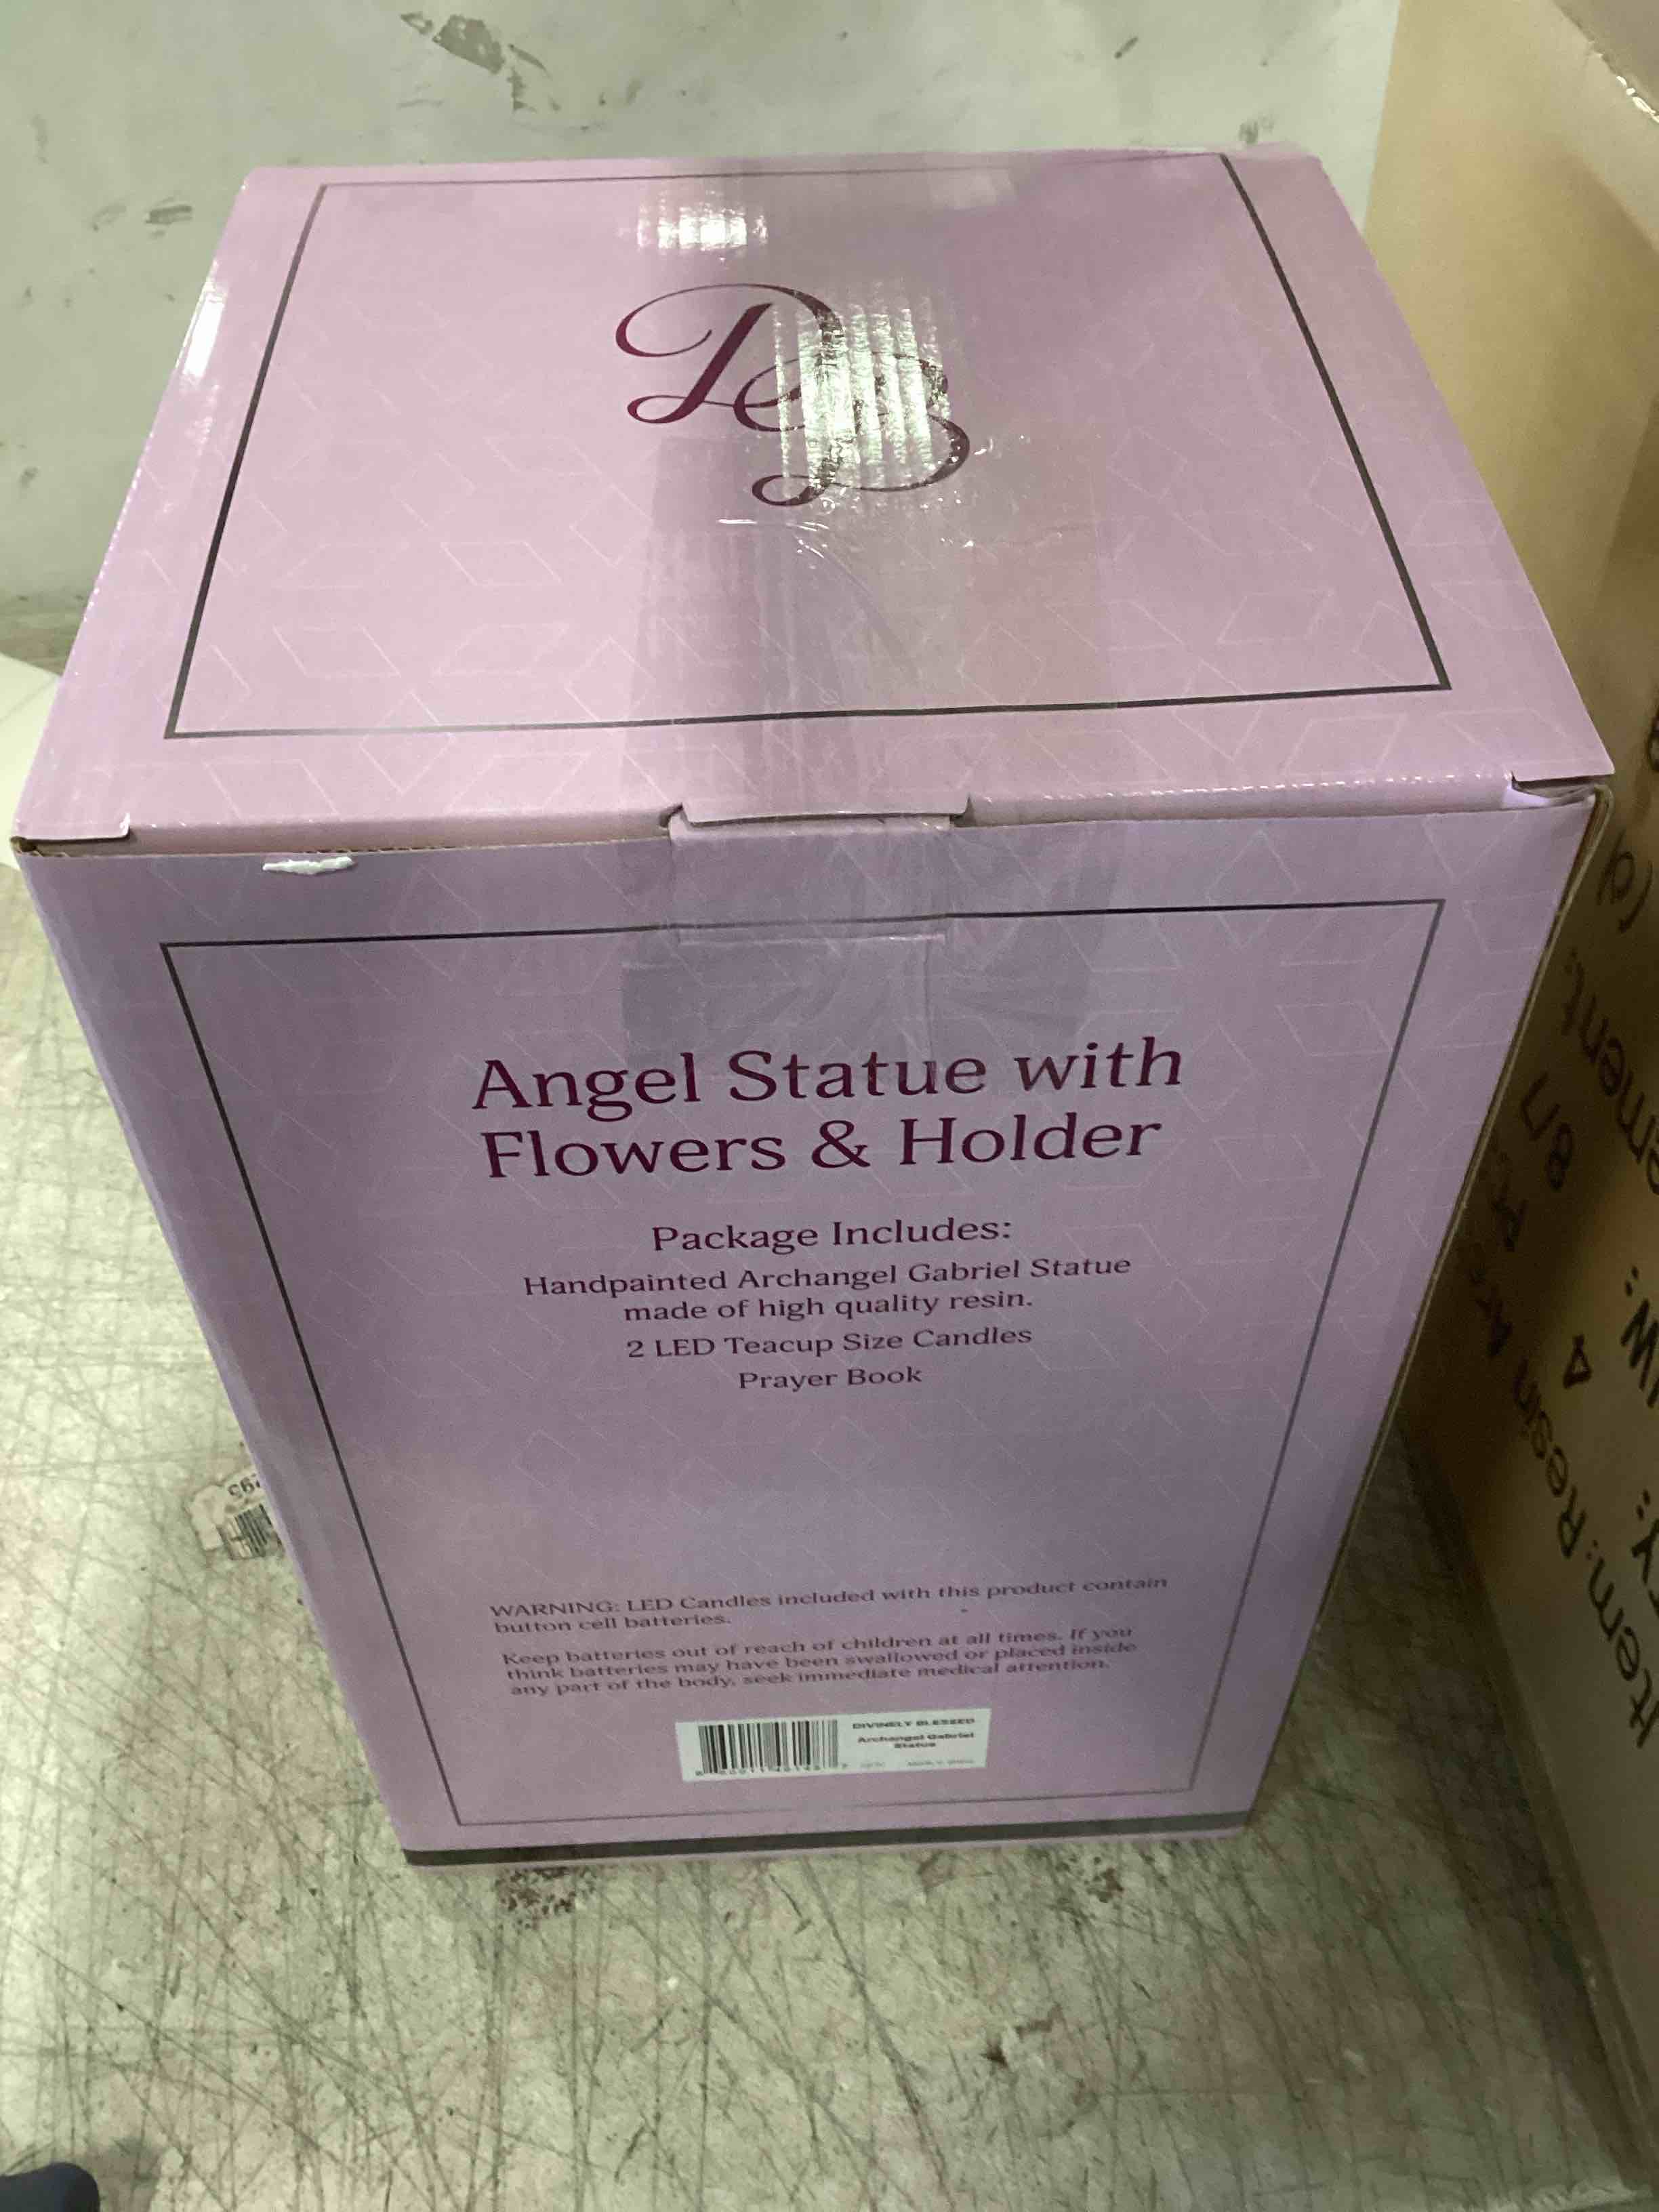 DB
Angel Statue with
Flowers & Holder
Package Includes:
Handpainted Archangel Gabriel Statue
made of high quality resin.
2 LED Teacup Size Candles
Prayer Book
WARNING: LED Candles included with this product contain
button cell batteries.
Keep batteries out of reach of children at all times. If you
think batteries may have been swallowed or placed inside
any part of the body, seek immediate medical attention.
DIVINELY BLESSED
Archangel Gabriel
Statue
Item: Resin